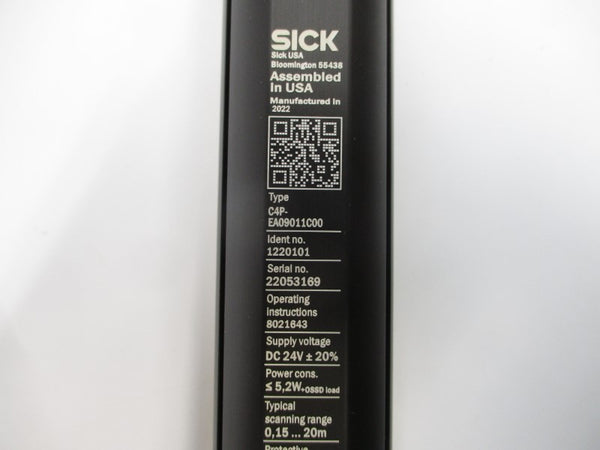 SICK
Sick USA
Bloomington 55438
Assembled
in USA
Manufactured in
2022
Type
C4P-
EA09011C00
Ident no.
1220101
Serial no.
22053169
Operating
instructions
8021643
Supply voltage
DC 24V ± 20%
Power cons.
≤ 5,2W+OSSD load
Typical
scanning range
0,15 ... 20m
Protective